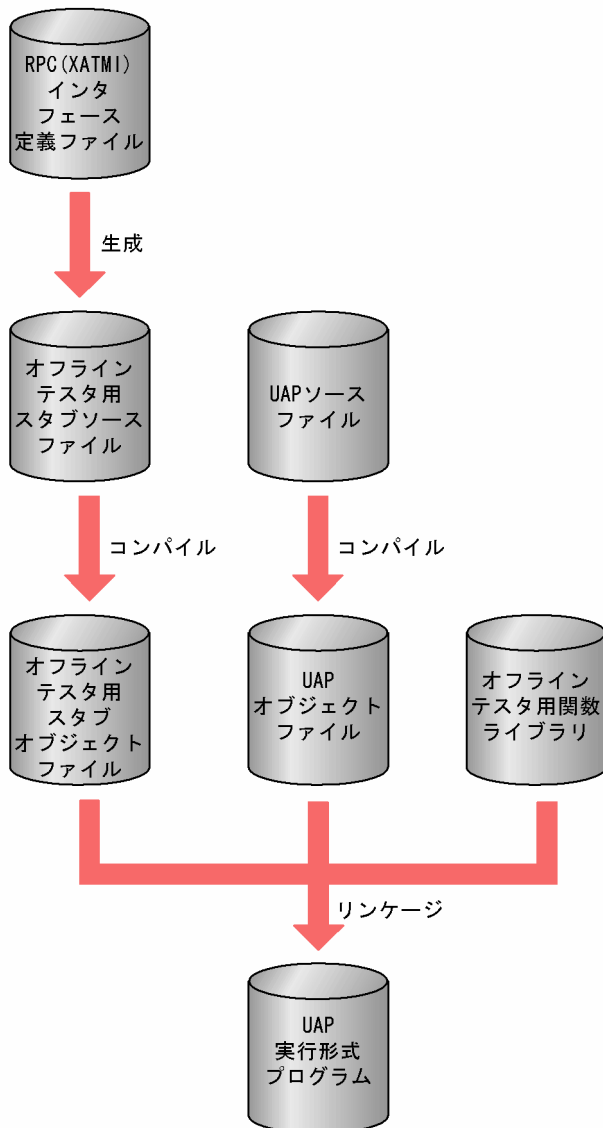 RPC(XATMI)
インタ
フェース
定義ファイル
生成
オフライン
テスタ用
スタブソース
ファイル
UAPソース
ファイル
コンパイル
コンパイル
オフライン
テスタ用
スタブ
オブジェクト
ファイル
UAP
オブジェクト
ファイル
オフライン
テスタ用関数
ライブラリ
リンケージ
UAP
実行形式
プログラム